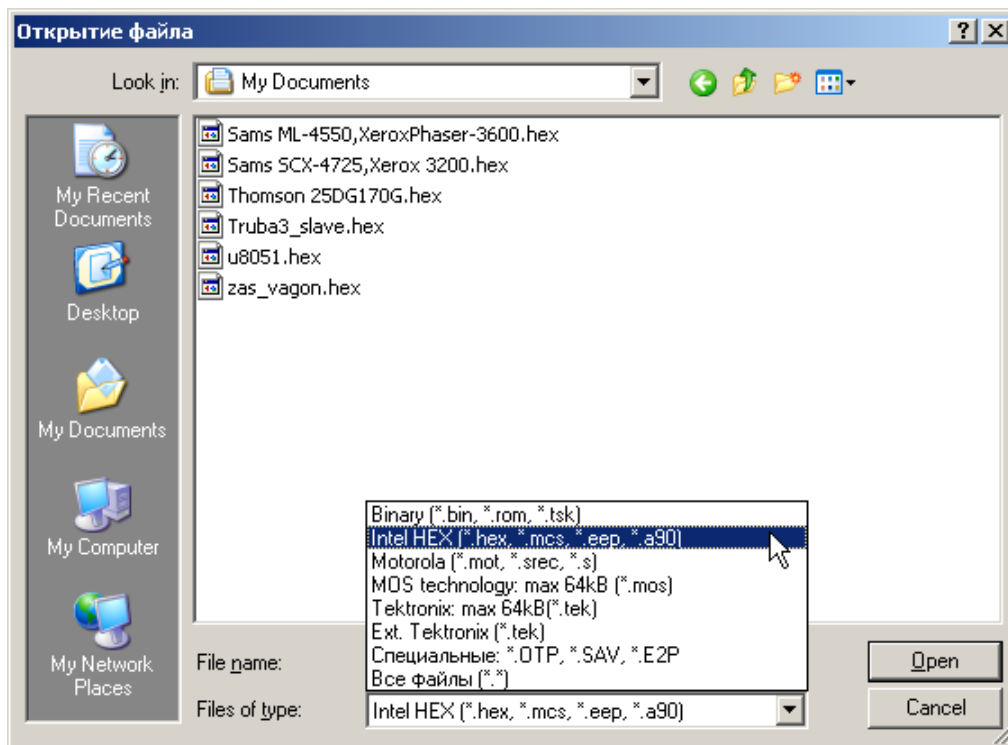 Открытие файла
Look in: My Documents
My Recent Documents
Desktop
My Documents
My Computer
My Network Places
Sams ML-4550,XeroxPhaser-3600.hex
Sams SCX-4725,Xerox 3200.hex
Thomson 25DG170G.hex
Truba3_slave.hex
u8051.hex
zas_vagon.hex
Binary (*.bin, *.rom, *.tsk)
Intel HEX (*.hex, *.mcs, *.eep, *.a90)
Motorola (*.mot, *.srec, *.s)
MOS technology: max 64kB (*.mos)
Tektronix: max 64kB(*.tek)
Ext. Tektronix (*.tek)
Специальные: *.OTP, *.SAV, *.E2P
Все файлы (*.*)
File name:
Open
Files of type: Intel HEX (*.hex, *.mcs, *.eep, *.a90)
Cancel